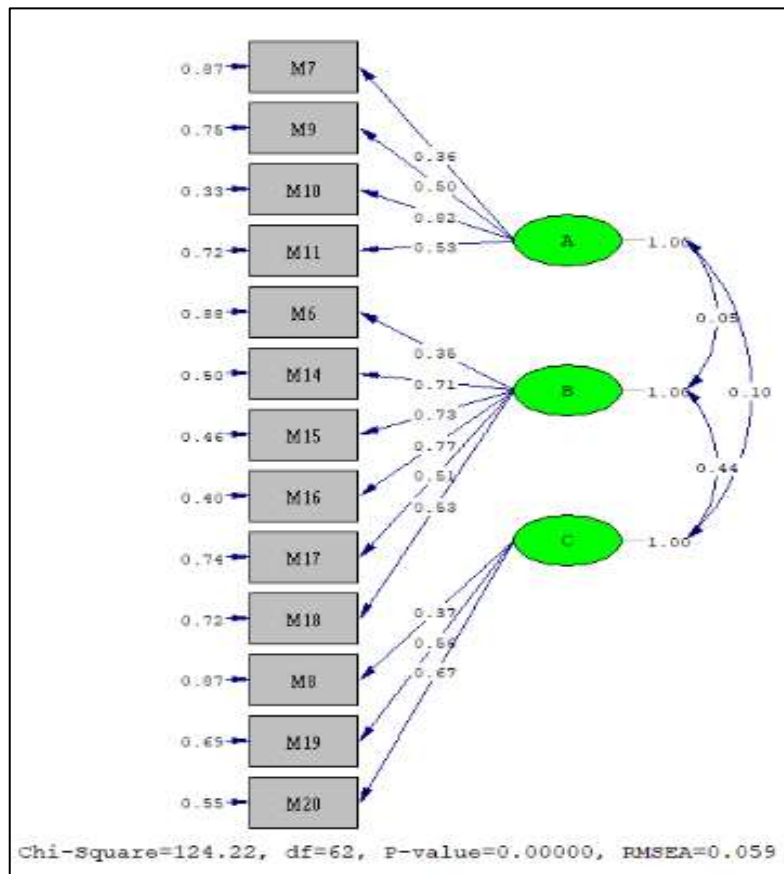 0.87 M7
0.75 M9
0.36
0.50
0.33 M10
0.82
0.72 M11
0.53
A 1.00
0.88 M6
0.05
0.35
0.50 M14
0.71
B 1.00
0.10
0.73
0.46 M15
0.77
0.44
0.51
0.40 M16
0.53
0.74 M17
C 1.00
0.72 M18
0.37
0.56
0.67
0.87 M8
0.69 M19
0.55 M20
Chi-Square=124.22, df=62, P-value=0.00000, RMSEA=0.059